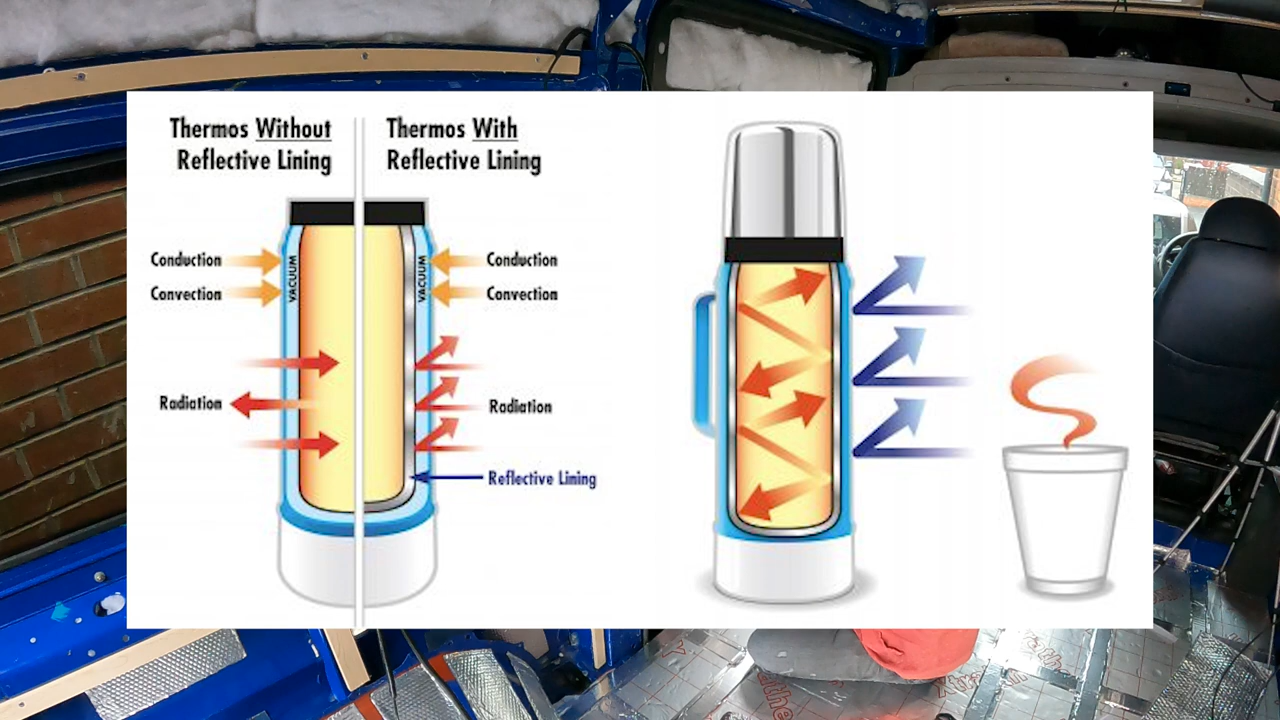 Thermos Without
Reflective Lining
Thermos With
Reflective Lining
Conduction
Convection
VACUUM
VACUUM
Conduction
Convection
Radiation
Radiation
Reflective Lining